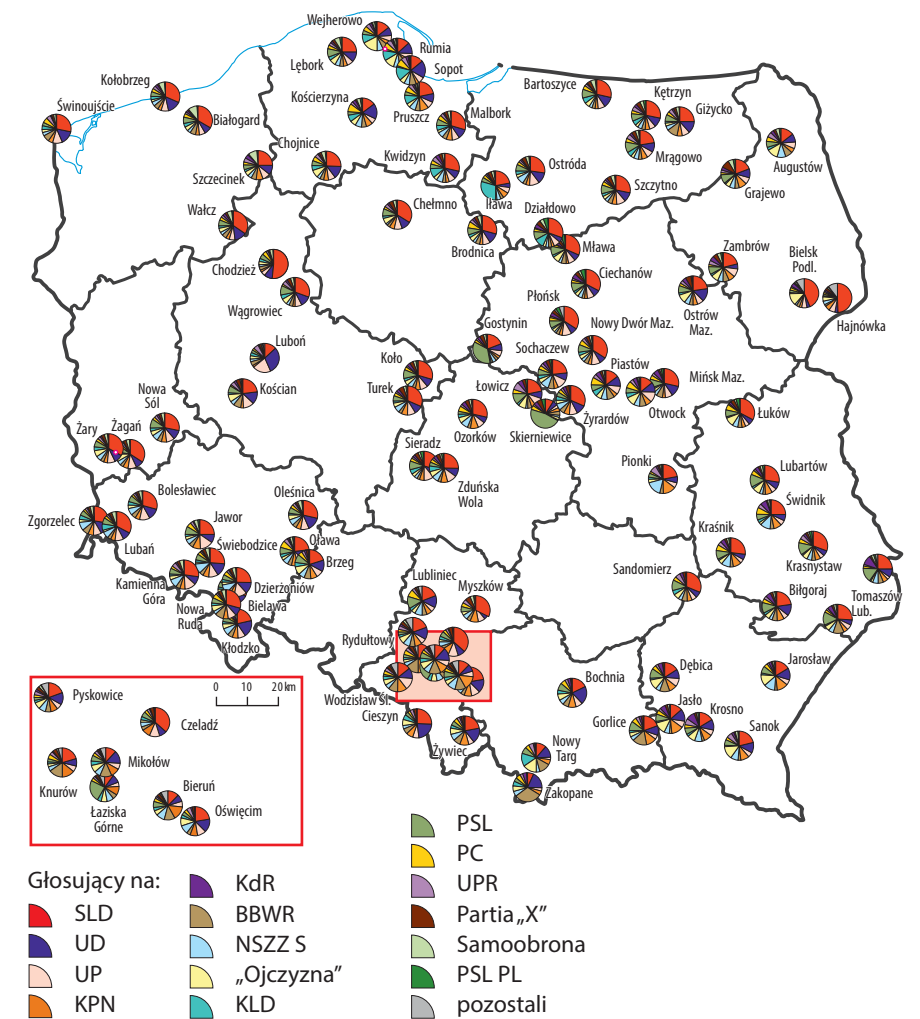 Wejherowo
Rumia
Lębork
Sopot
Kołobrzeg
Bartoszyce
Kętrzyn
Świnoujście
Kościerzyna
Giżycko
Białogard
Pruszcz
Malbork
Chojnice
Mrągowo
Augustów
Szczecinek
Kwidzyn
Ostróda
Szczytno
Grajewo
Iława
Wałcz
Chełmno
Działdowo
Brodnica
Mława
Zambrów
Bielsk
Podl.
Chodzież
Ciechanów
Wągrowiec
Płońsk
Ostrów
Maz.
Hajnówka
Gostynin
Nowy Dwór Maz.
Luboń
Sochaczew
Koło
Piastów
Kościan
Turek
Łowicz
Mińsk Maz.
Nowa
Sól
Otwock
Łuków
Żary
Żagań
Ozorków
Skierniewice
Żyrardów
Sieradz
Lubartów
Pionki
Bolesławiec
Oleśnica
Zduńska
Wola
Świdnik
Zgorzelec
Jawor
Lubań
Świebodzice
Oława
Kraśnik
Brzeg
Krasnystaw
Kamienna
Góra
Dzierżoniów
Lubliniec
Sandomierz
Tomaszów
Lub.
Myszków
Biłgoraj
Nowa
Ruda
Bielawa
Kłodzko
Rydułtowy
Dębica
Jarosław
Bochnia
Wodzisław Śl.
Jasło
Krosno
Cieszyn
Gorlice
Sanok
Żywiec
Nowy
Targ
Zakopane
0 10 20 km
Pyskowice
Czeladź
Mikołów
Knurów
Bieruń
Łaziska
Górne
Oświęcim
Głosujący na:
SLD
UD
UP
KPN
KdR
BBWR
NSZZ S
„Ojczyzna”
KLD
PSL
PC
UPR
Partia „X”
Samoobrona
PSL PL
pozostali